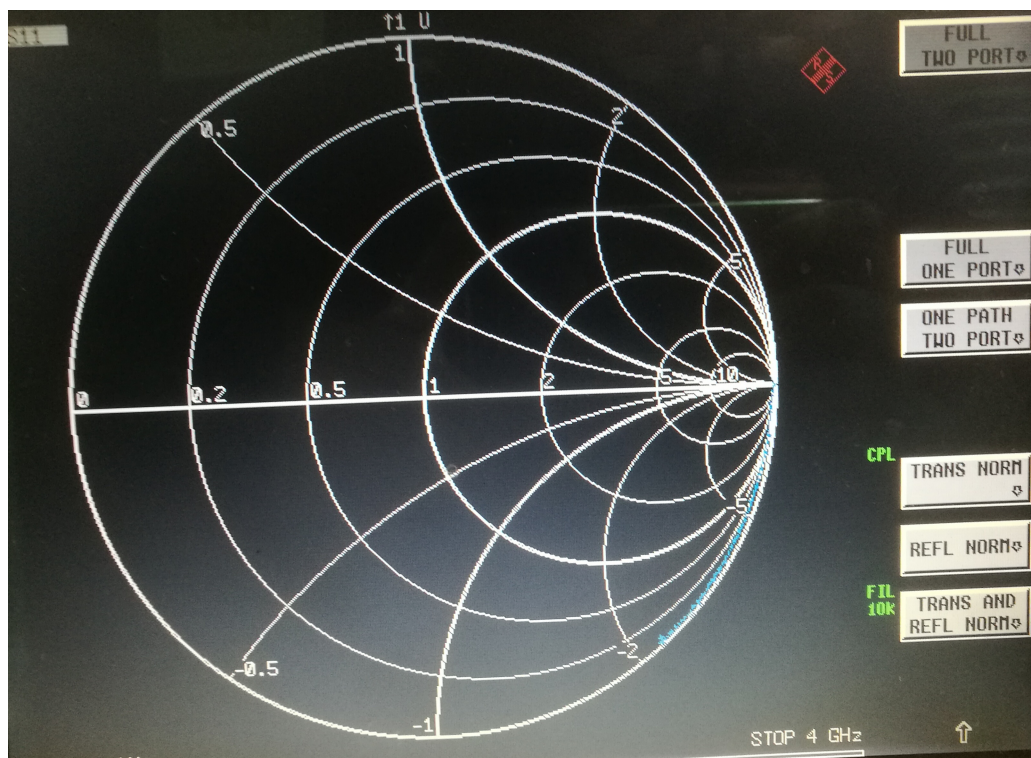 S11
↑1 U
1
0.5
2
5
0
0.2
0.5
1
2
5
10
-5
-2
-0.5
-1
RS
FULL
TWO PORT
FULL
ONE PORT
ONE PATH
TWO PORT
CPL
TRANS NORM
REFL NORM
FIL
10k
TRANS AND
REFL NORM
STOP 4 GHz